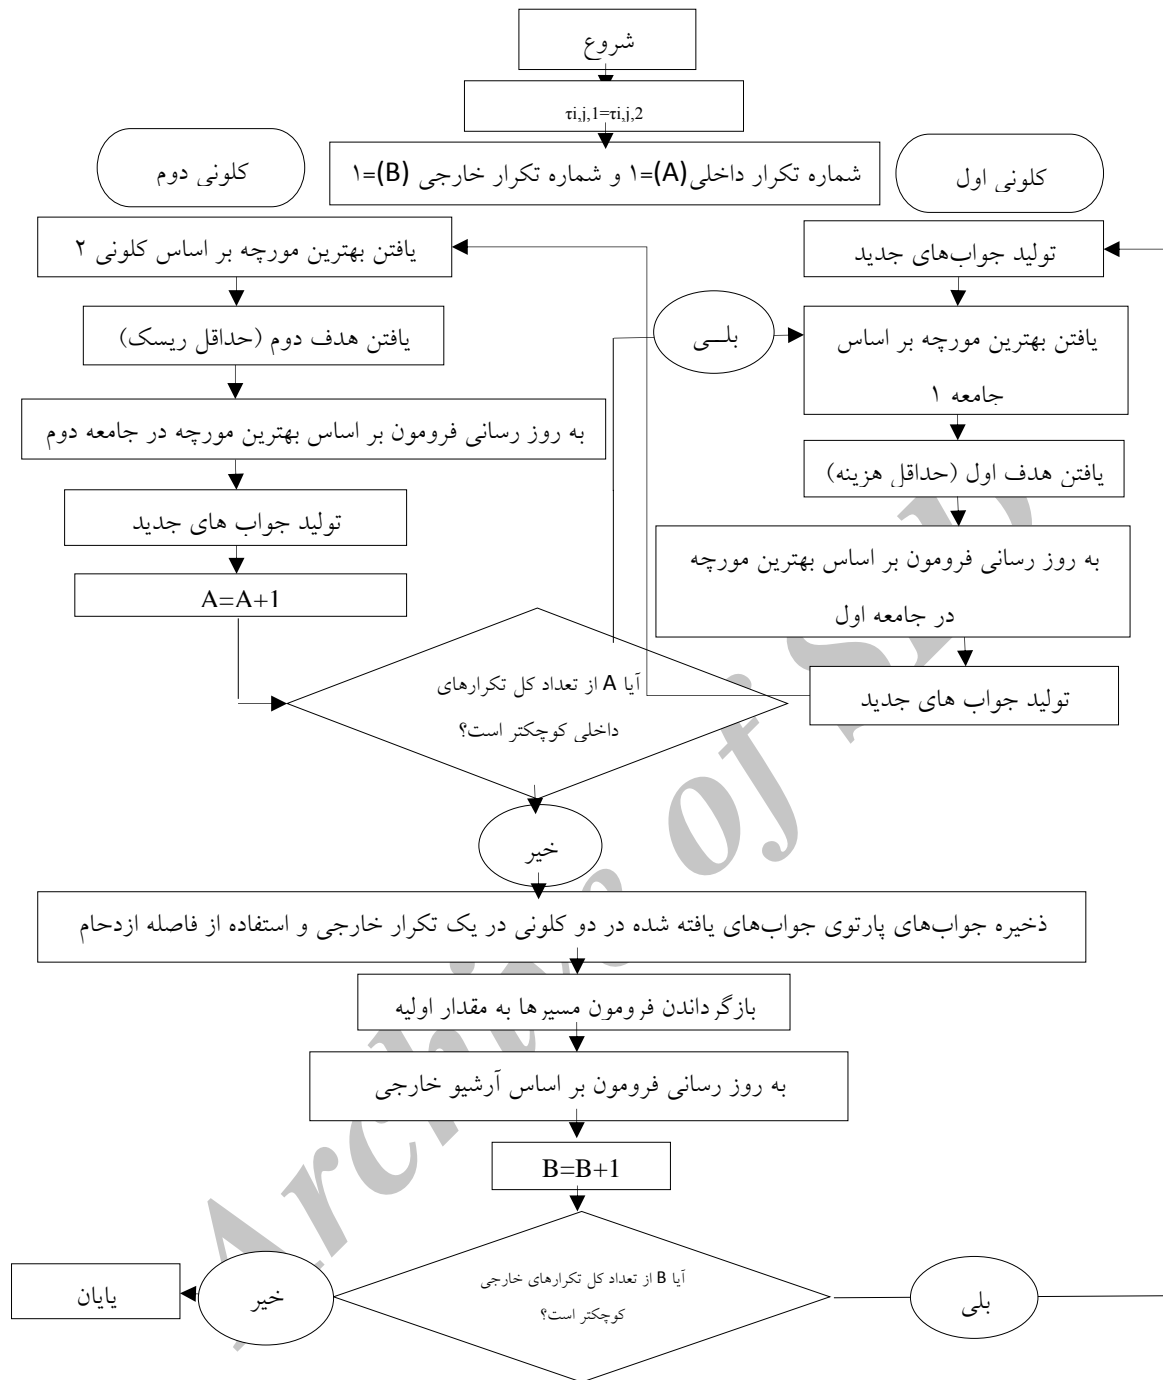 شروع
τi,j,1=τi,j,2
شماره تکرار داخلی(A)=۱ و شماره تکرار خارجی (B)=۱
کلونی اول
کلونی دوم
تولید جواب‌های جدید
یافتن بهترین مورچه بر اساس
جامعه ۱
یافتن هدف اول (حداقل هزینه)
به روز رسانی فرومون بر اساس بهترین مورچه
در جامعه اول
تولید جواب های جدید
یافتن بهترین مورچه بر اساس کلونی ۲
یافتن هدف دوم (حداقل ریسک)
به روز رسانی فرومون بر اساس بهترین مورچه در جامعه دوم
تولید جواب های جدید
A=A+1
بلــی
آیا A از تعداد کل تکرارهای
داخلی کوچکتر است؟
خیر
ذخیره جواب‌های پارتوی جواب‌های یافته شده در دو کلونی در یک تکرار خارجی و استفاده از فاصله ازدحام
بازگرداندن فرومون مسیرها به مقدار اولیه
به روز رسانی فرومون بر اساس آرشیو خارجی
B=B+1
آیا B از تعداد کل تکرارهای خارجی
کوچکتر است؟
بلی
خیر
پایان
Archive of